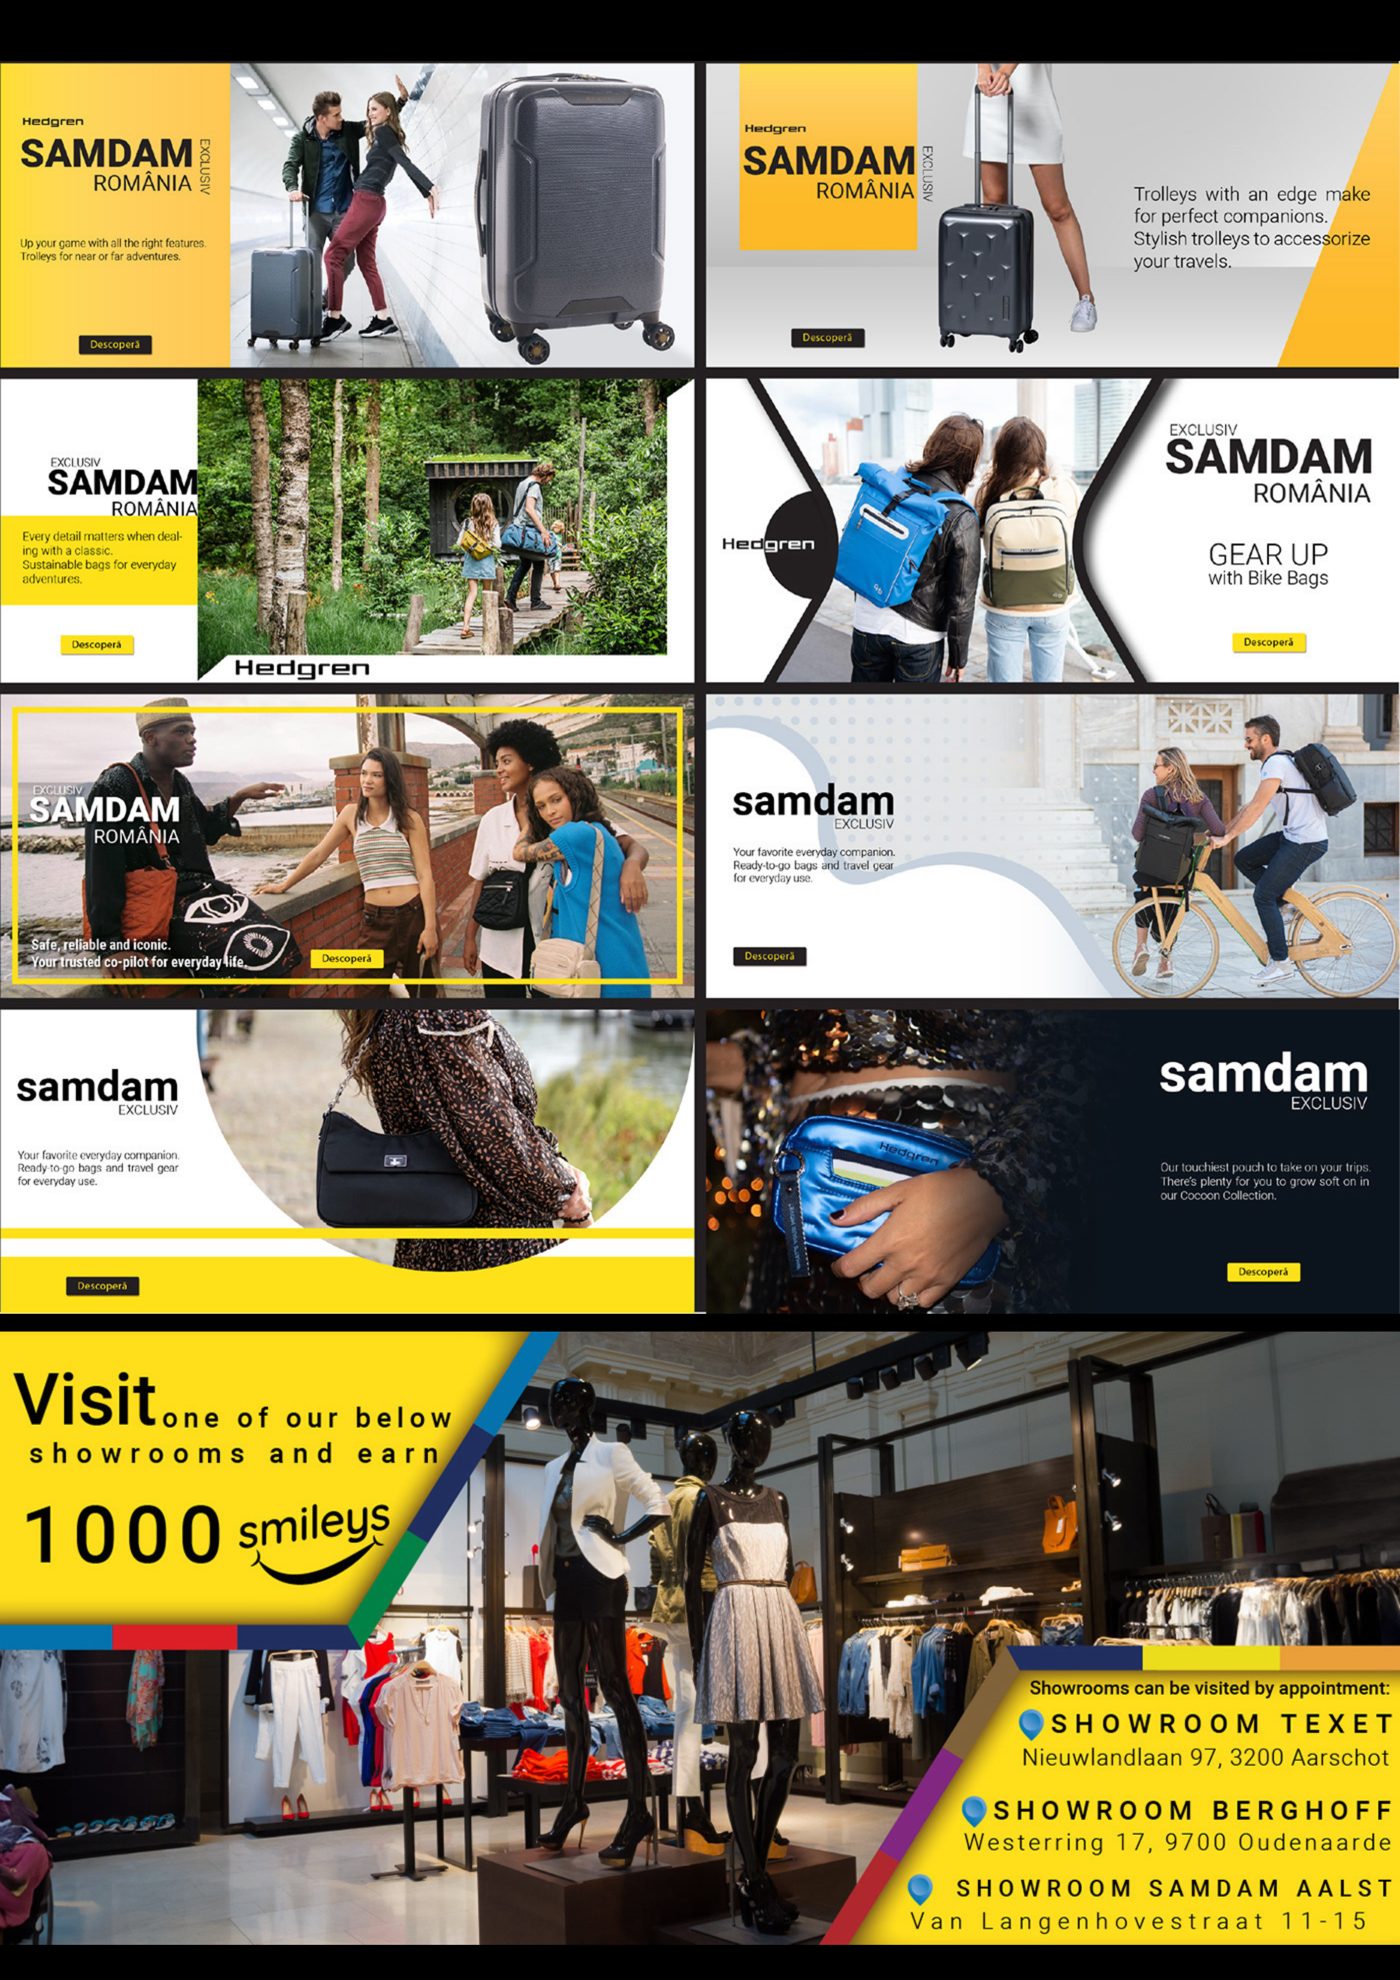 Hedgren
SAMDAM
EXCLUSIV
ROMÂNIA
Up your game with all the right features.
Trolleys for near or far adventures.
Descoperă
Hedgren
SAMDAM
EXCLUSIV
ROMÂNIA
Trolleys with an edge make
for perfect companions.
Stylish trolleys to accessorize
your travels.
Descoperă
EXCLUSIV
SAMDAM
ROMÂNIA
Every detail matters when deal-
ing with a classic.
Sustainable bags for everyday
adventures.
Descoperă
Hedgren
Hedgren
EXCLUSIV
SAMDAM
ROMÂNIA
GEAR UP
with Bike Bags
Descoperă
EXCLUSIV
SAMDAM
ROMÂNIA
Safe, reliable and iconic.
Your trusted co-pilot for everyday life.
Descoperă
samdam
EXCLUSIV
Your favorite everyday companion.
Ready-to-go bags and travel gear
for everyday use.
Descoperă
samdam
EXCLUSIV
Your favorite everyday companion.
Ready-to-go bags and travel gear
for everyday use.
Descoperă
Hedgren
samdam
EXCLUSIV
Our touchiest pouch to take on your trips.
There's plenty for you to grow soft on in
our Cocoon Collection.
Descoperă
Visit one of our below
showrooms and earn
1000 smileys
Showrooms can be visited by appointment:
SHOWROOM TEXET
Nieuwlandlaan 97, 3200 Aarschot
SHOWROOM BERGHOFF
Westerring 17, 9700 Oudenaarde
SHOWROOM SAMDAM AALST
Van Langenhovestraat 11-15